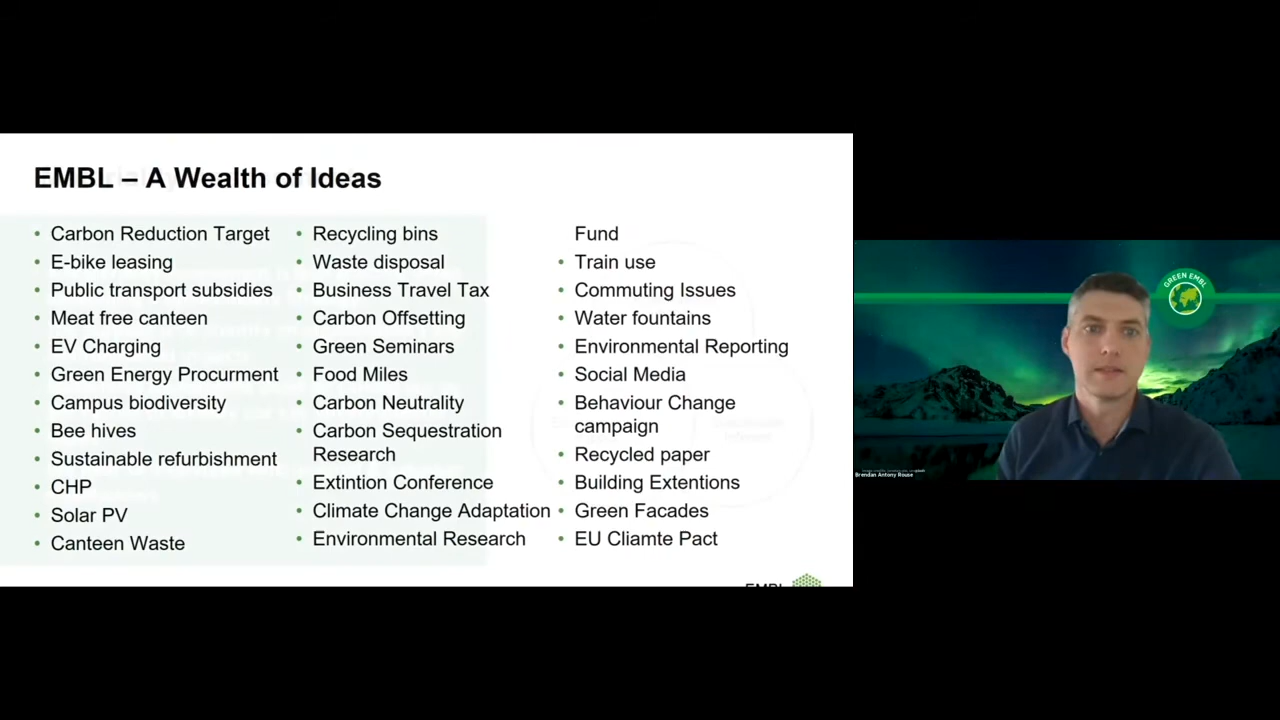 EMBL – A Wealth of Ideas
• Carbon Reduction Target
• E-bike leasing
• Public transport subsidies
• Meat free canteen
• EV Charging
• Green Energy Procurment
• Campus biodiversity
• Bee hives
• Sustainable refurbishment
• CHP
• Solar PV
• Canteen Waste
• Recycling bins
• Waste disposal
• Business Travel Tax
• Carbon Offsetting
• Green Seminars
• Food Miles
• Carbon Neutrality
• Carbon Sequestration
Research
• Extintion Conference
• Climate Change Adaptation
• Environmental Research
Fund
• Train use
• Commuting Issues
• Water fountains
• Environmental Reporting
• Social Media
• Behaviour Change
campaign
• Recycled paper
• Building Extentions
• Green Facades
• EU Cliamte Pact
EMBL
GREEN EMBL
Brendan Antony Rouse